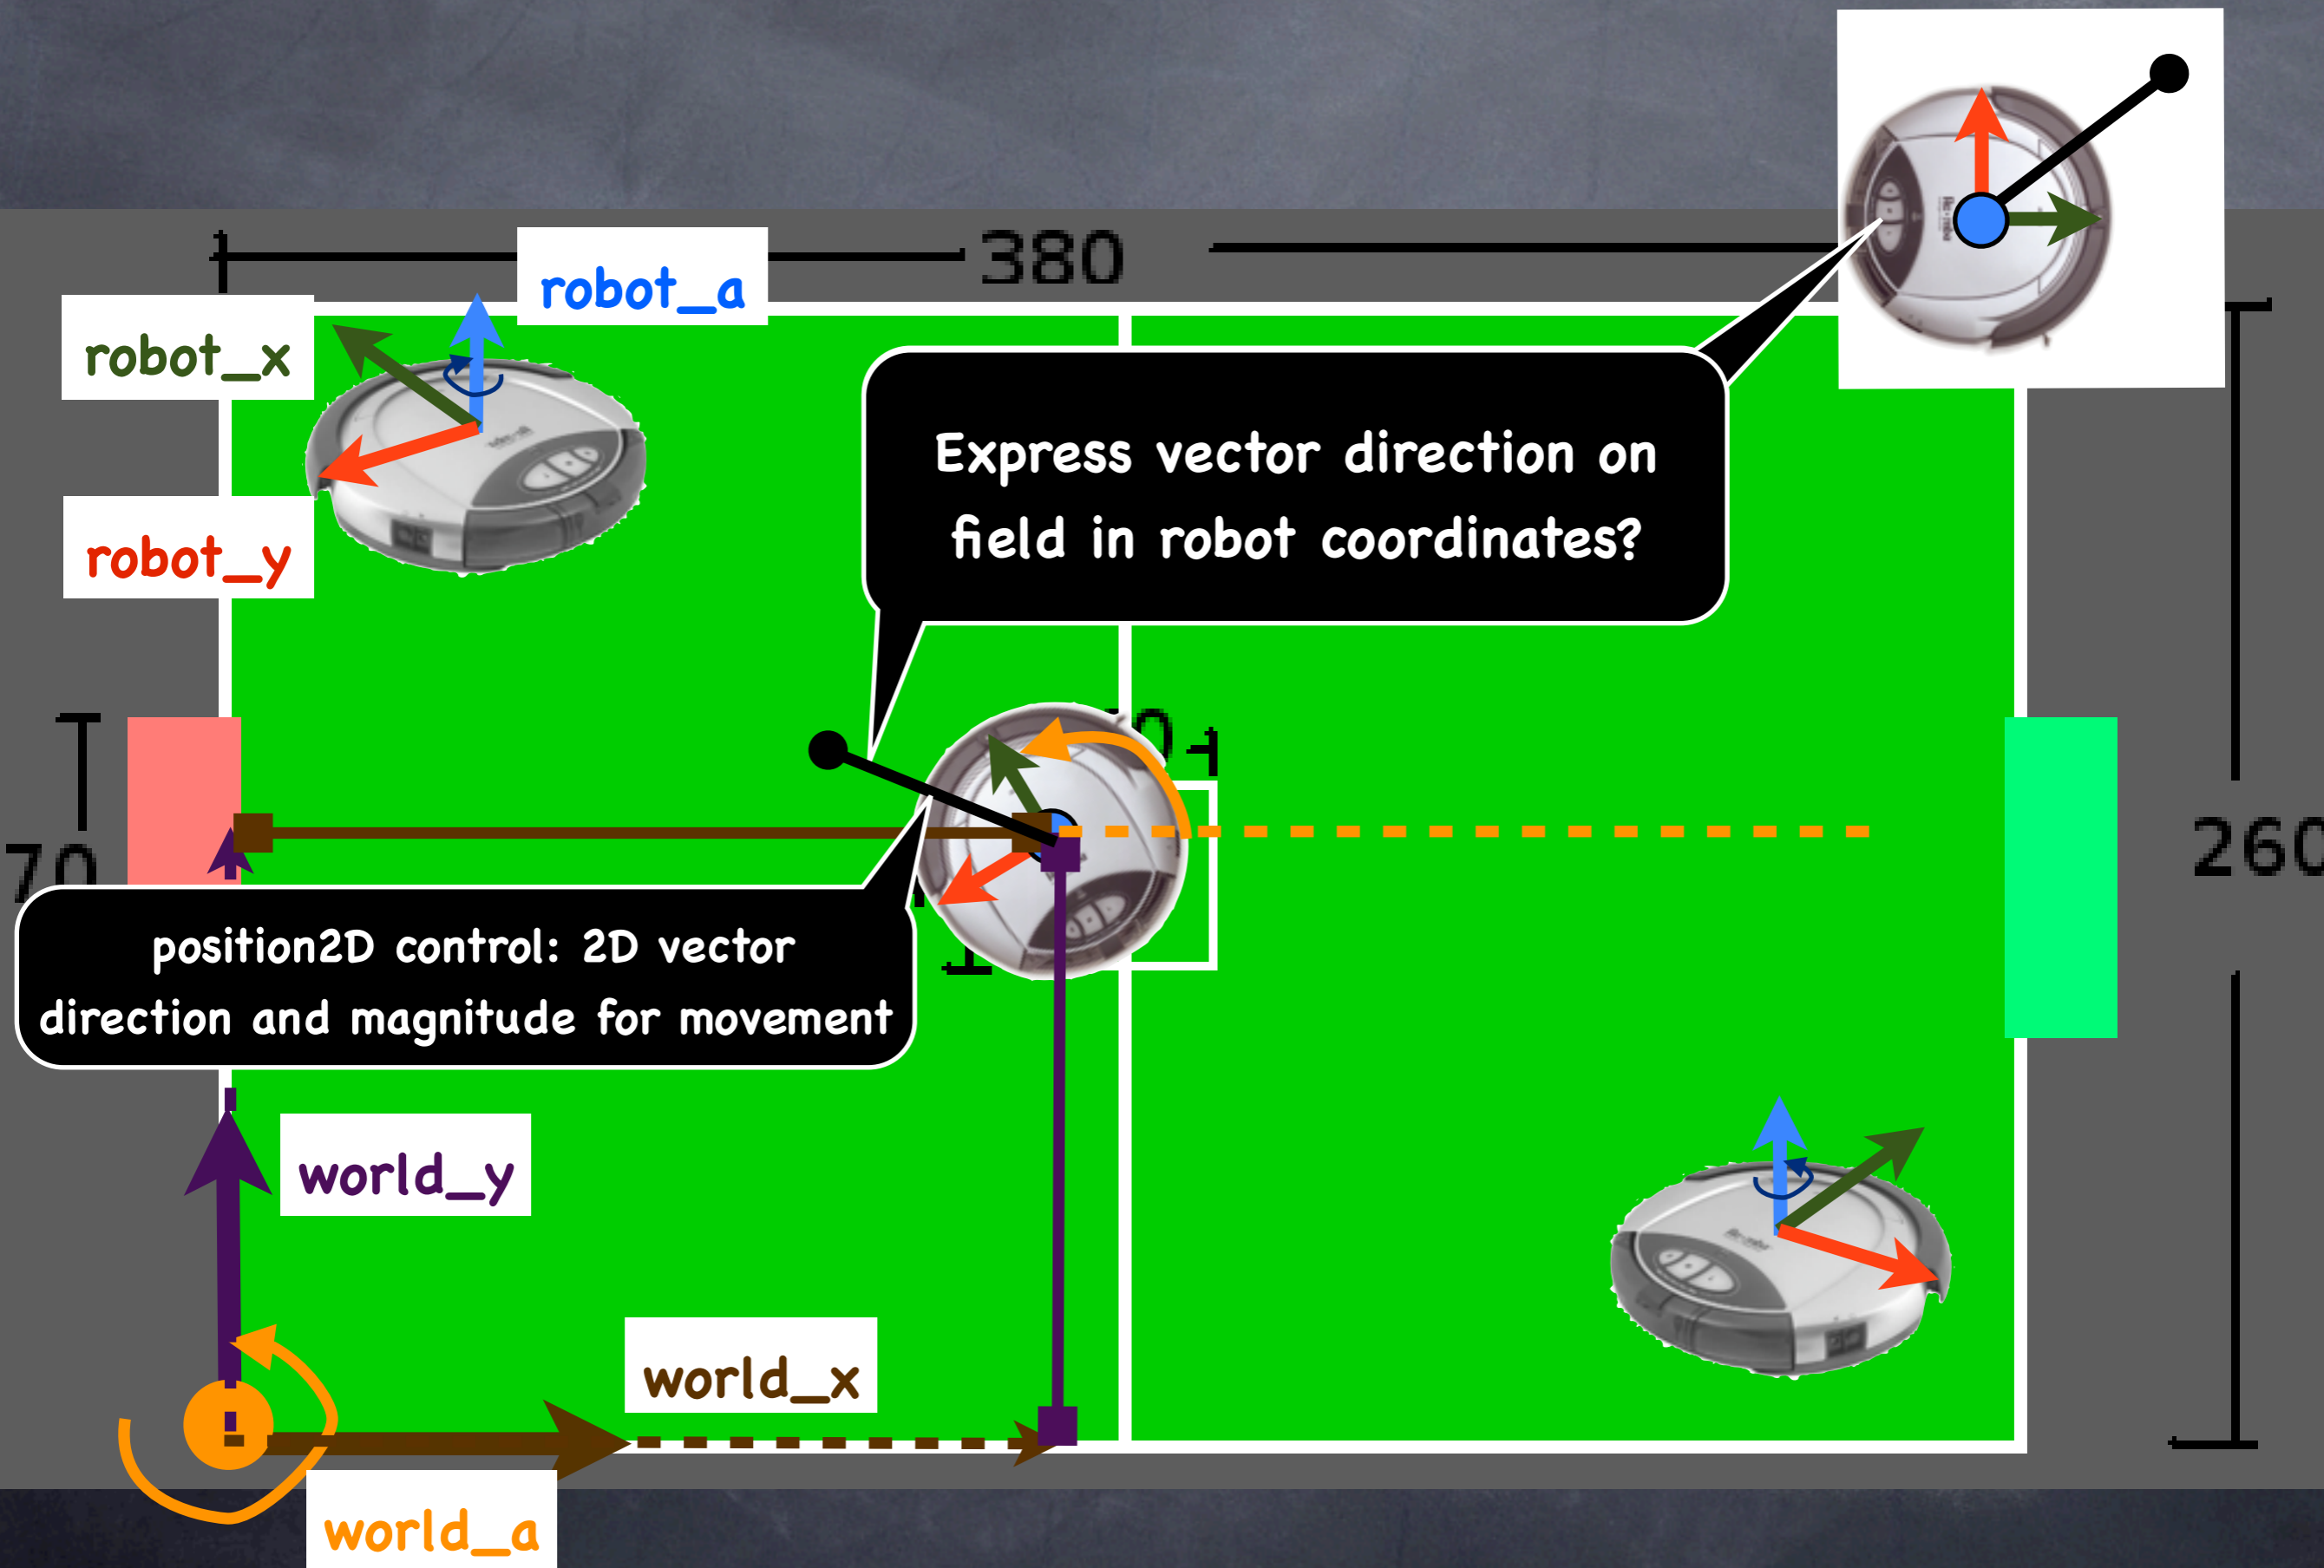 380
robot_a
robot_x
Express vector direction on
field in robot coordinates?
robot_y
70
260
position2D control: 2D vector
direction and magnitude for movement
world_y
world_x
world_a